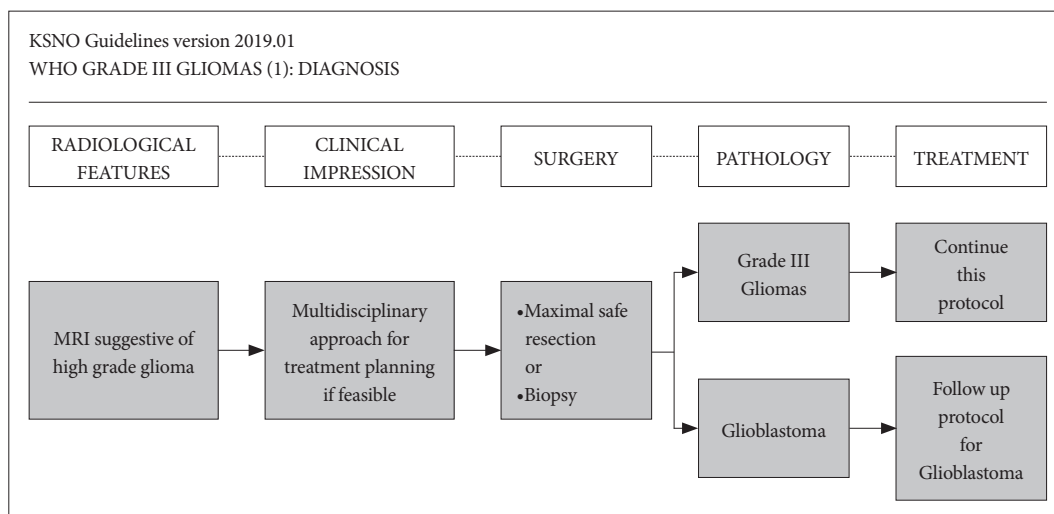 KSNO Guidelines version 2019.01
WHO GRADE III GLIOMAS (1): DIAGNOSIS
RADIOLOGICAL
FEATURES
CLINICAL
IMPRESSION
SURGERY
PATHOLOGY
TREATMENT
MRI suggestive of
high grade glioma
Multidisciplinary
approach for
treatment planning
if feasible
•Maximal safe
resection
or
•Biopsy
Grade III
Gliomas
Continue
this
protocol
Glioblastoma
Follow up
protocol
for
Glioblastoma